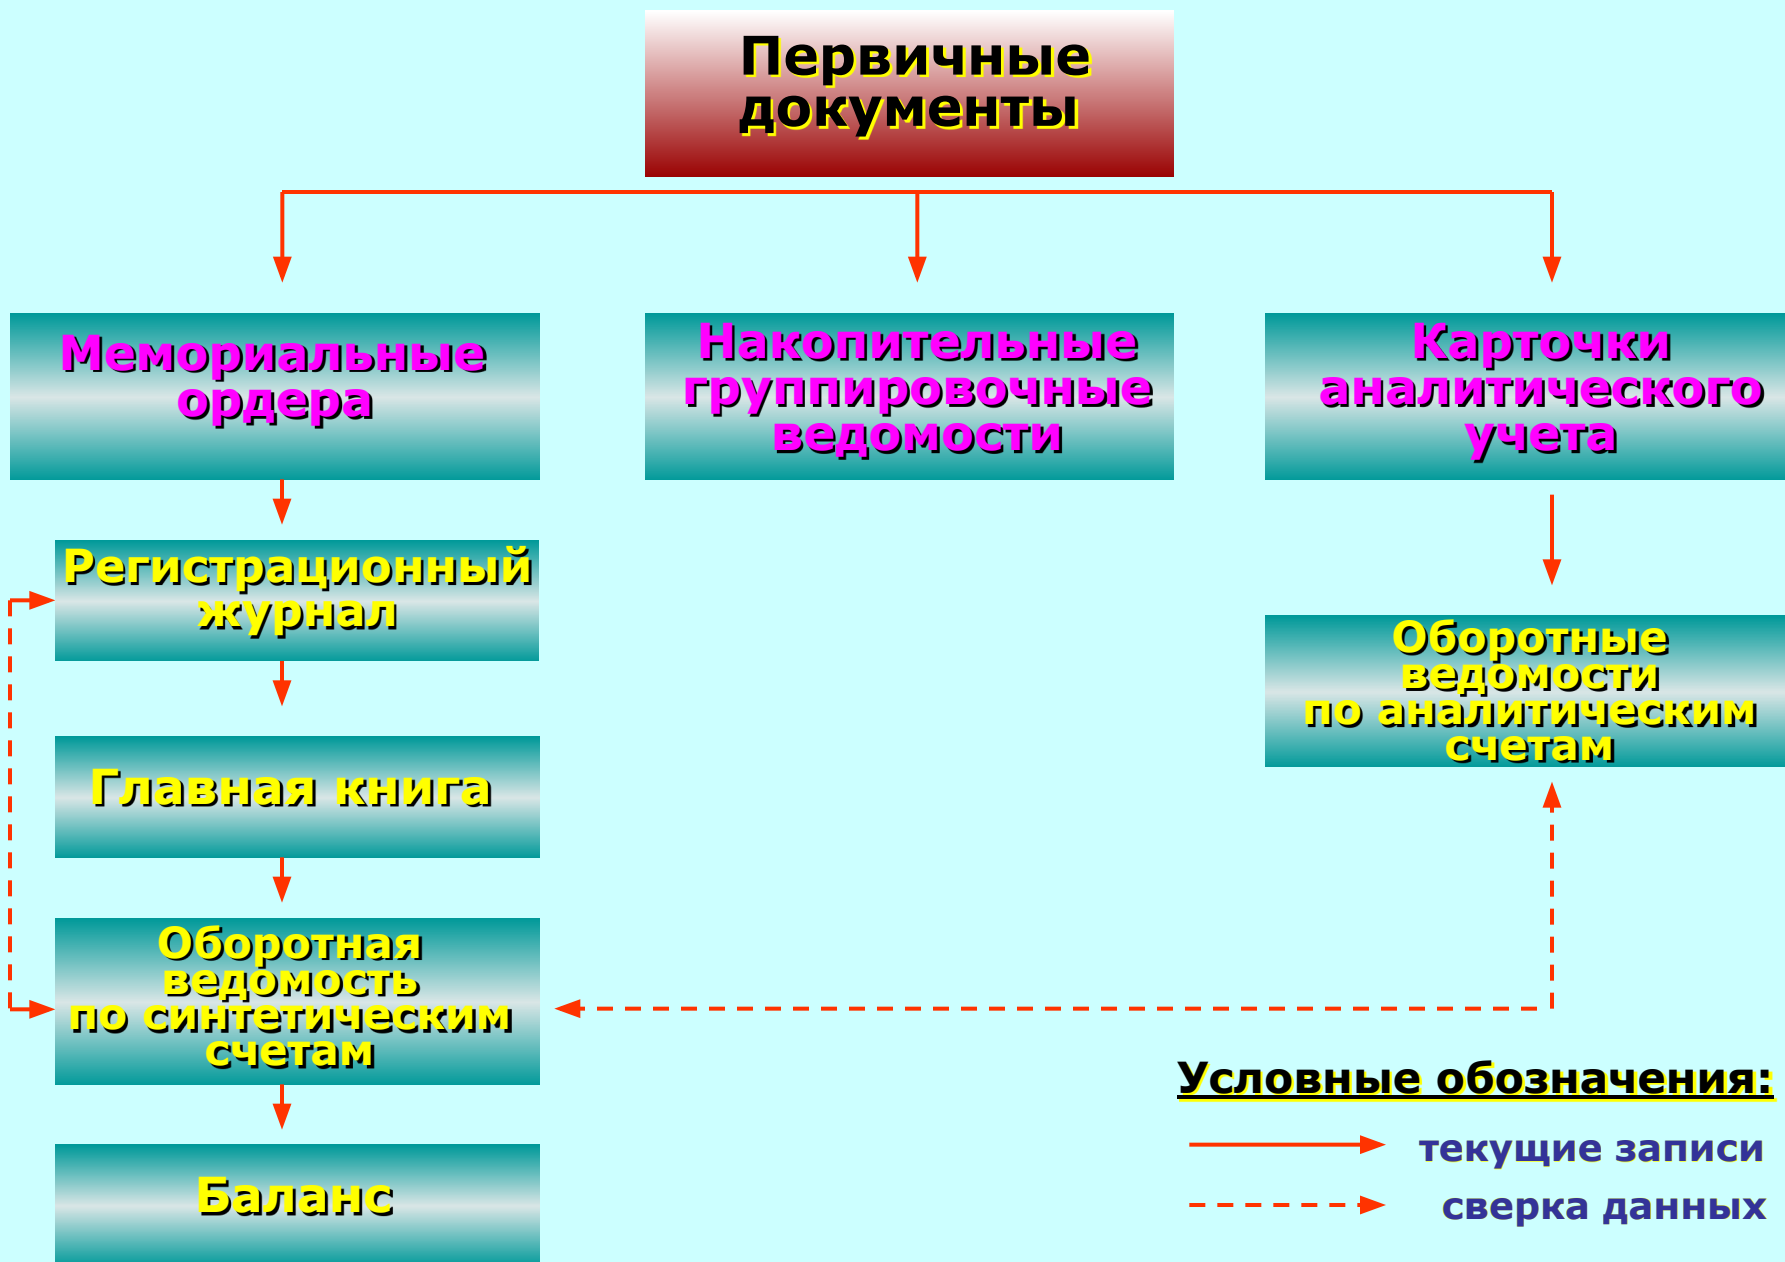 Первичные
документы
Мемориальные
ордера
Накопительные
группировочные
ведомости
Карточки
аналитического
учета
Регистрационный
журнал
Оборотные
ведомости
по аналитическим
счетам
Главная книга
Оборотная
ведомость
по синтетическим
счетам
Условные обозначения:
текущие записи
сверка данных
Баланс